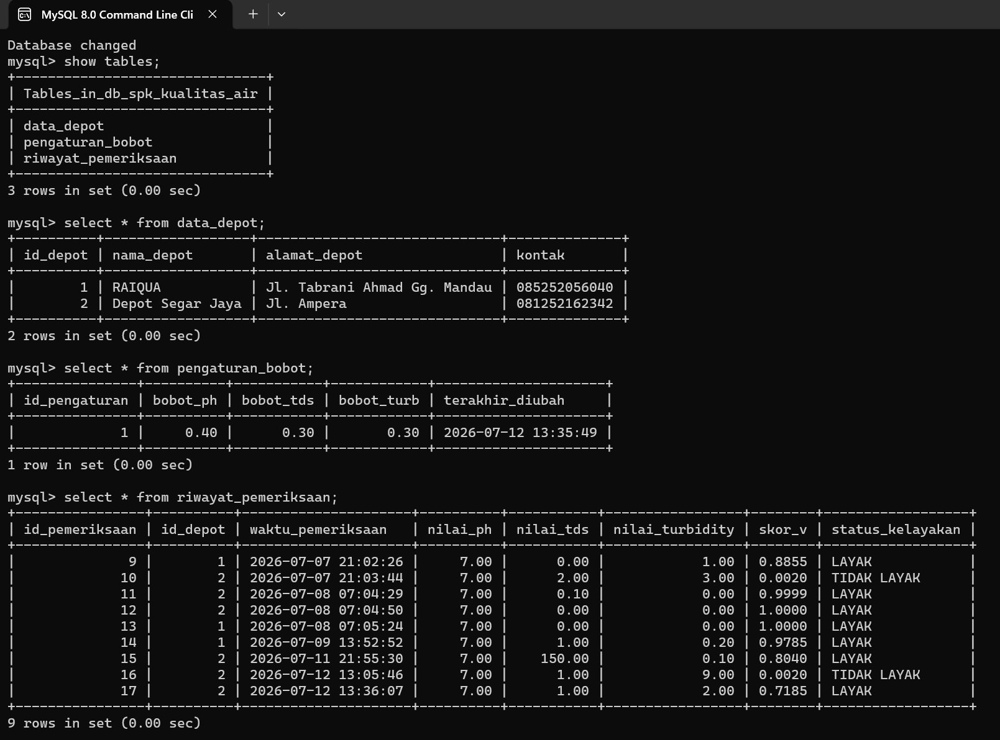 MySQL 8.0 Command Line Cli
Database changed
mysql> show tables;
+-------------------------------+
| Tables_in_db_spk_kualitas_air |
+-------------------------------+
| data_depot                    |
| pengaturan_bobot              |
| riwayat_pemeriksaan           |
+-------------------------------+
3 rows in set (0.00 sec)

mysql> select * from data_depot;
+----------+------------------+------------------------------+--------------+
| id_depot | nama_depot       | alamat_depot                 | kontak       |
+----------+------------------+------------------------------+--------------+
|        1 | RAIQUA           | Jl. Tabrani Ahmad Gg. Mandau | 085252056040 |
|        2 | Depot Segar Jaya | Jl. Ampera                   | 081252162342 |
+----------+------------------+------------------------------+--------------+
2 rows in set (0.00 sec)

mysql> select * from pengaturan_bobot;
+---------------+----------+-----------+------------+---------------------+
| id_pengaturan | bobot_ph | bobot_tds | bobot_turb | terakhir_diubah     |
+---------------+----------+-----------+------------+---------------------+
|             1 |     0.40 |      0.30 |       0.30 | 2026-07-12 13:35:49 |
+---------------+----------+-----------+------------+---------------------+
1 row in set (0.00 sec)

mysql> select * from riwayat_pemeriksaan;
+----------------+----------+---------------------+----------+-----------+-----------------+--------+------------------+
| id_pemeriksaan | id_depot | waktu_pemeriksaan   | nilai_ph | nilai_tds | nilai_turbidity | skor_v | status_kelayakan |
+----------------+----------+---------------------+----------+-----------+-----------------+--------+------------------+
|              9 |        1 | 2026-07-07 21:02:26 |     7.00 |      0.00 |            1.00 | 0.8855 | LAYAK            |
|             10 |        2 | 2026-07-07 21:03:44 |     7.00 |      2.00 |            3.00 | 0.0020 | TIDAK LAYAK      |
|             11 |        2 | 2026-07-08 07:04:29 |     7.00 |      0.10 |            0.00 | 0.9999 | LAYAK            |
|             12 |        2 | 2026-07-08 07:04:50 |     7.00 |      0.00 |            0.00 | 1.0000 | LAYAK            |
|             13 |        1 | 2026-07-08 07:05:24 |     7.00 |      0.00 |            0.00 | 1.0000 | LAYAK            |
|             14 |        1 | 2026-07-09 13:52:52 |     7.00 |      1.00 |            0.20 | 0.9785 | LAYAK            |
|             15 |        2 | 2026-07-11 21:55:30 |     7.00 |    150.00 |            0.10 | 0.8040 | LAYAK            |
|             16 |        2 | 2026-07-12 13:05:46 |     7.00 |      1.00 |            9.00 | 0.0020 | TIDAK LAYAK      |
|             17 |        2 | 2026-07-12 13:36:07 |     7.00 |      1.00 |            2.00 | 0.7185 | LAYAK            |
+----------------+----------+---------------------+----------+-----------+-----------------+--------+------------------+
9 rows in set (0.00 sec)